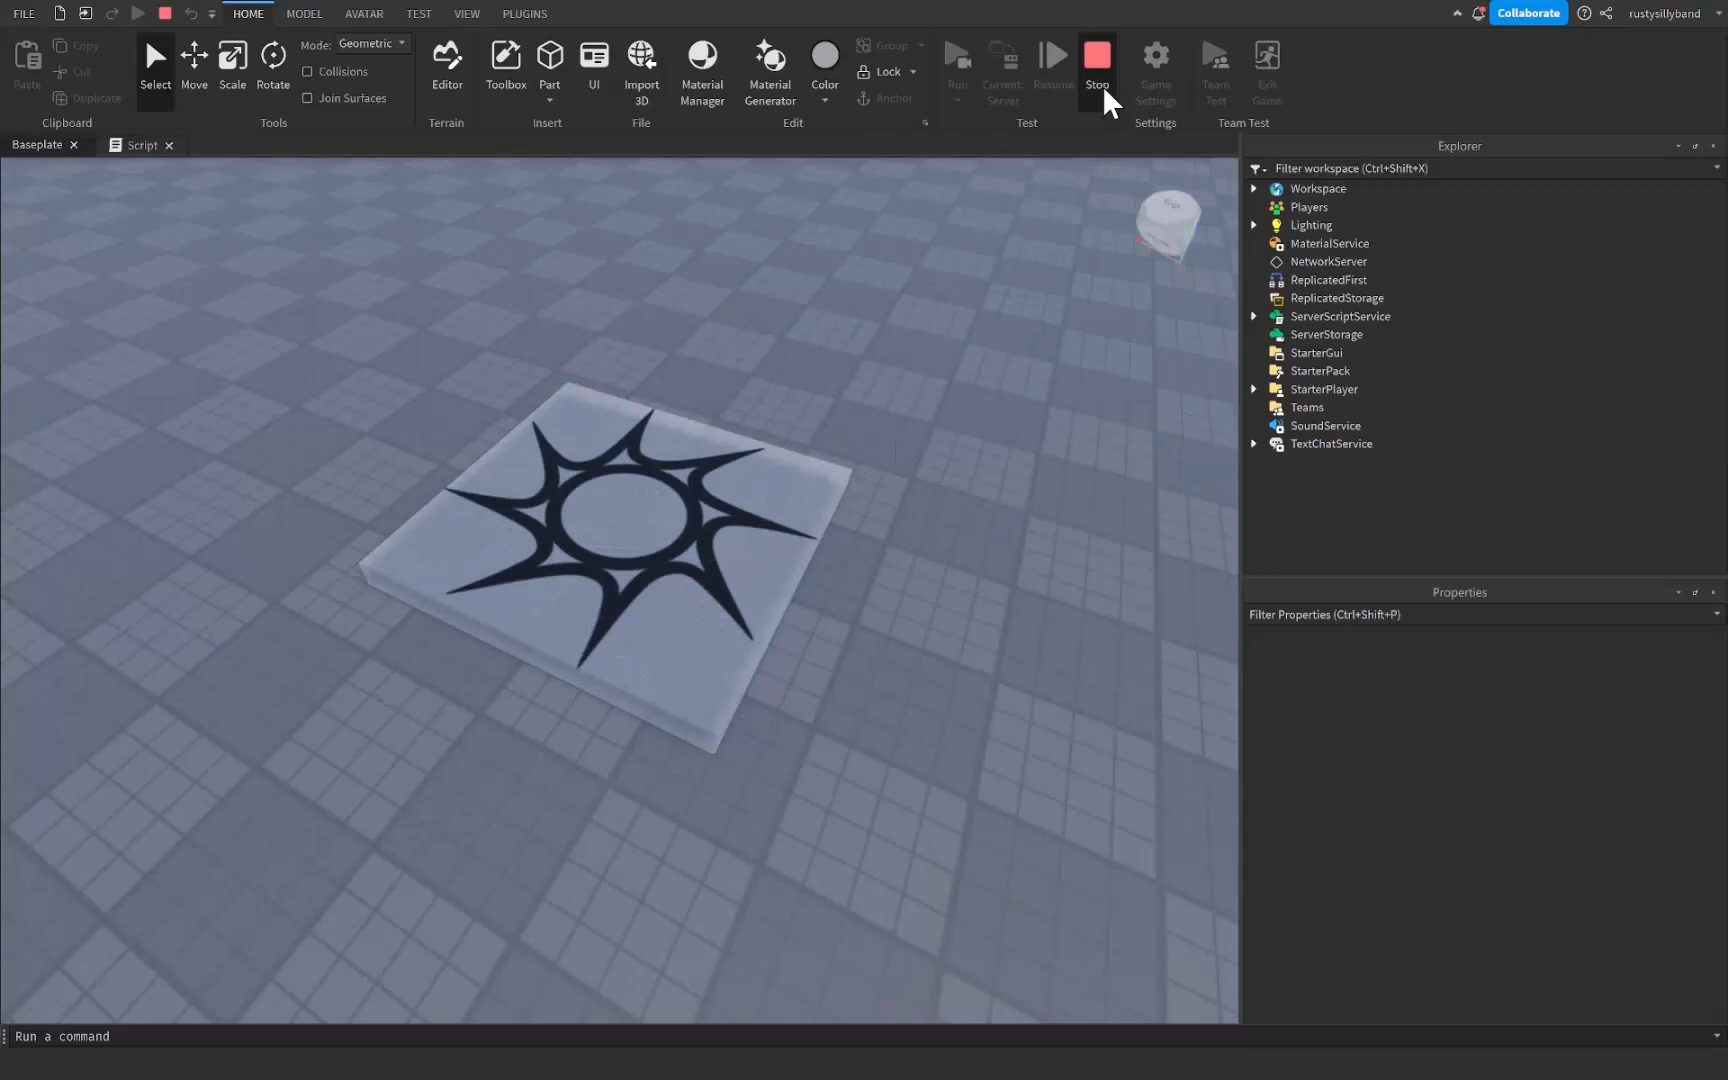 FILE HOME MODEL AVATAR TEST VIEW PLUGINS Collaborate rustysillyband
Paste Copy Cut Duplicate Clipboard
Select Move Scale Rotate Mode: Geometric Collisions Join Surfaces Tools
Editor Terrain
Toolbox Part UI Insert
Import 3D File
Material Manager Material Generator Color Group Lock Anchor Edit
Run Current: Server Resume Stop Test
Game Settings Settings
Team Test Exit Game Team Test
Baseplate Script
Top
Explorer
Filter workspace (Ctrl+Shift+X)
Workspace
Players
Lighting
MaterialService
NetworkServer
ReplicatedFirst
ReplicatedStorage
ServerScriptService
ServerStorage
StarterGui
StarterPack
StarterPlayer
Teams
SoundService
TextChatService
Properties
Filter Properties (Ctrl+Shift+P)
Run a command